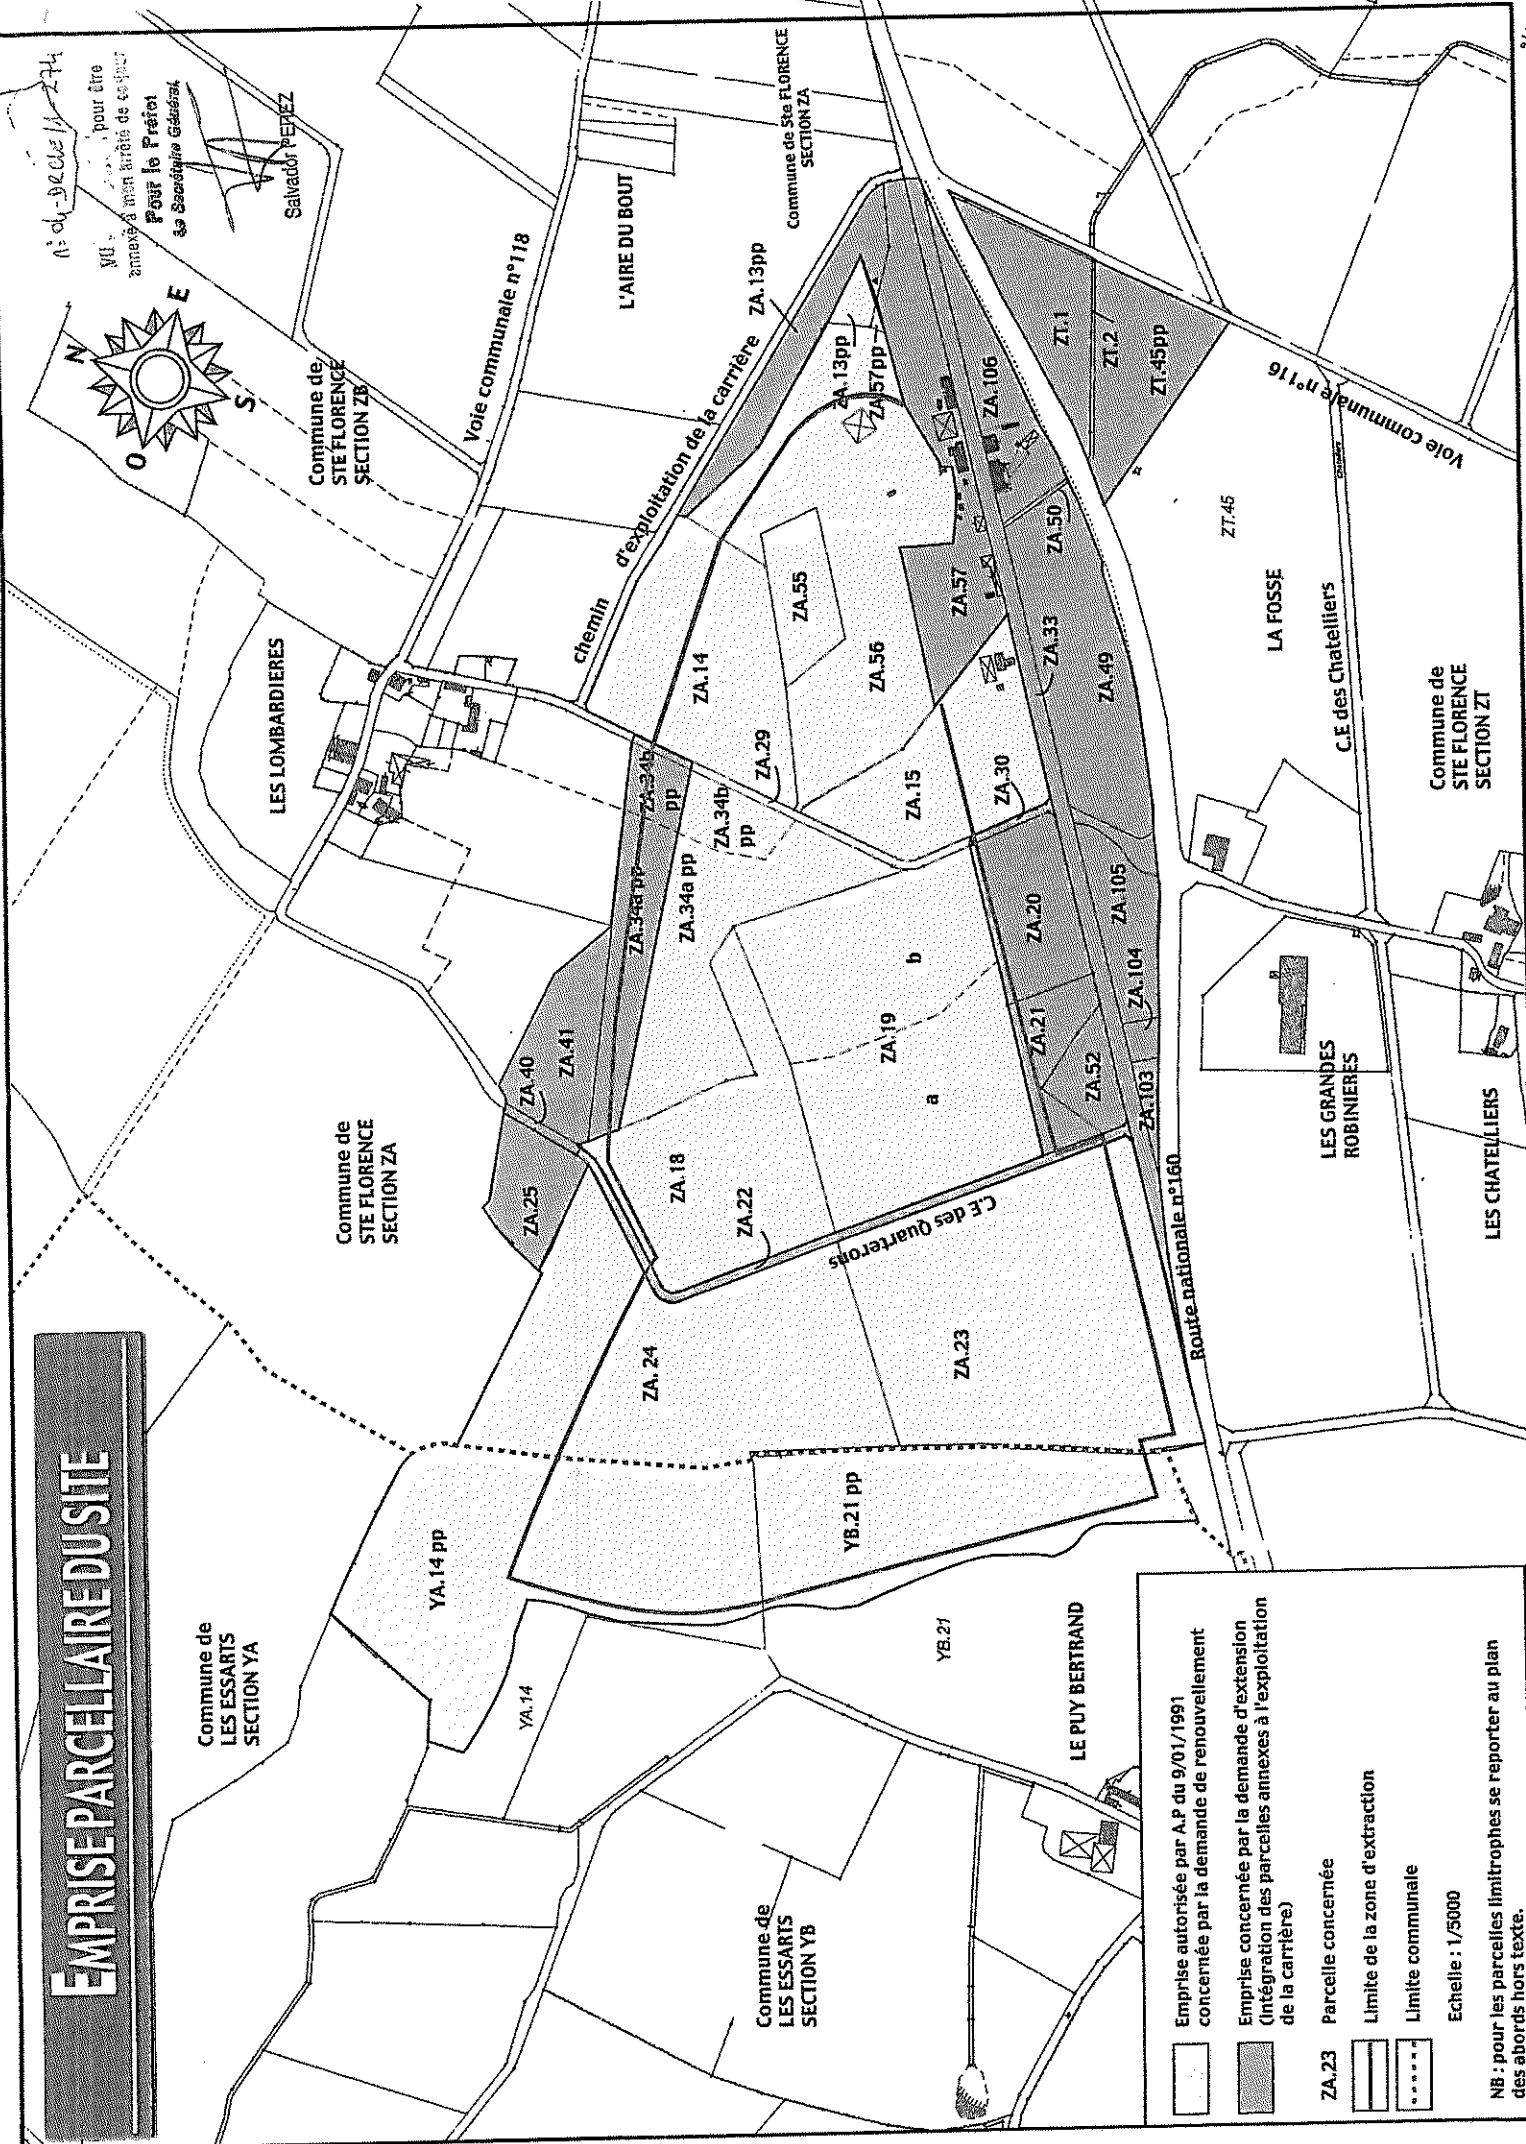 EMPRISE PARCELLAIRE DU SITE
pour être
annexé à mon arrêté de ce jour
Pour le Préfet
Le Secrétaire Général
Salvador PEREZ
N
E
S
O
Commune de
STE FLORENCE
SECTION ZB
Voie communale n°118
L'AIRE DU BOUT
Commune de Ste FLORENCE
SECTION ZA
LES LOMBARDIERES
Chemin d'exploitation de la carrière
ZA.13pp
ZA.13pp
ZA.57pp
ZA.106
ZT.1
ZT.2
ZT.45pp
Voie communale n°116
ZA.14
ZA.55
ZA.56
ZA.57
ZA.50
ZA.33
ZA.49
ZT.45
LA FOSSE
C.E des Chatelliers
Commune de
STE FLORENCE
SECTION ZT
ZA.34b
pp
ZA.29
ZA.34b
pp
ZA.15
ZA.30
ZA.34a pp
ZA.34a pp
ZA.20
ZA.105
ZA.104
ZA.21
ZA.52
ZA.103
b
ZA.19
a
ZA.41
ZA.40
ZA.25
ZA.18
ZA.22
C.E des Quarterons
Route nationale n°160
LES GRANDES
ROBINIERES
LES CHATELLIERS
Commune de
STE FLORENCE
SECTION ZA
ZA. 24
ZA.23
YA.14 pp
YB.21 pp
Commune de
LES ESSARTS
SECTION YA
YA.14
YB.21
LE PUY BERTRAND
Commune de
LES ESSARTS
SECTION YB
Emprise autorisée par A.P du 9/01/1991
concernée par la demande de renouvellement
Emprise concernée par la demande d'extension
(intégration des parcelles annexes à l'exploitation
de la carrière)
ZA.23 Parcelle concernée
Limite de la zone d'extraction
Limite communale
Echelle : 1/5000
NB : pour les parcelles limitrophes se reporter au plan
des abords hors texte.